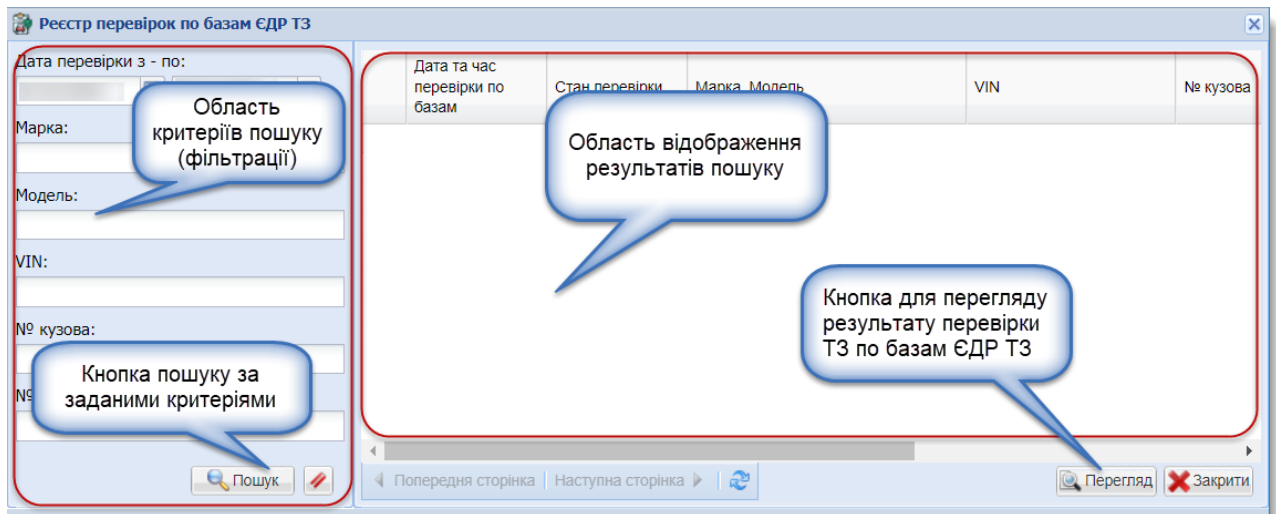 Реєстр перевірок по базам ЄДР ТЗ
Дата перевірки з - по:
Область
критеріїв пошуку
(фільтрації)
Марка:
Модель:
VIN:
№ кузова:
Кнопка пошуку за
заданими критеріями
№
Пошук
Дата та час
перевірки по
базам
Стан перевірки
Марка, Модель
VIN
№ кузова
Область відображення
результатів пошуку
Кнопка для перегляду
результату перевірки
ТЗ по базам ЄДР ТЗ
Попередня сторінка
Наступна сторінка
Перегляд
Закрити